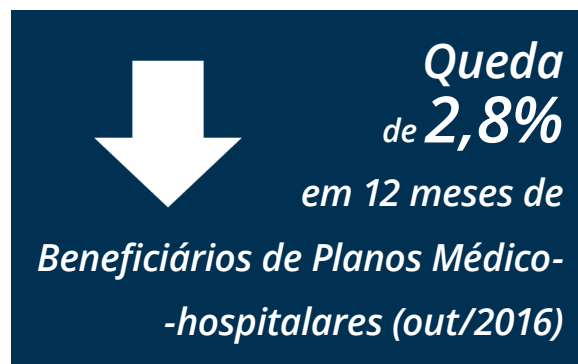 Queda
de 2,8%
em 12 meses de
Beneficiários de Planos Médico-
-hospitalares (out/2016)